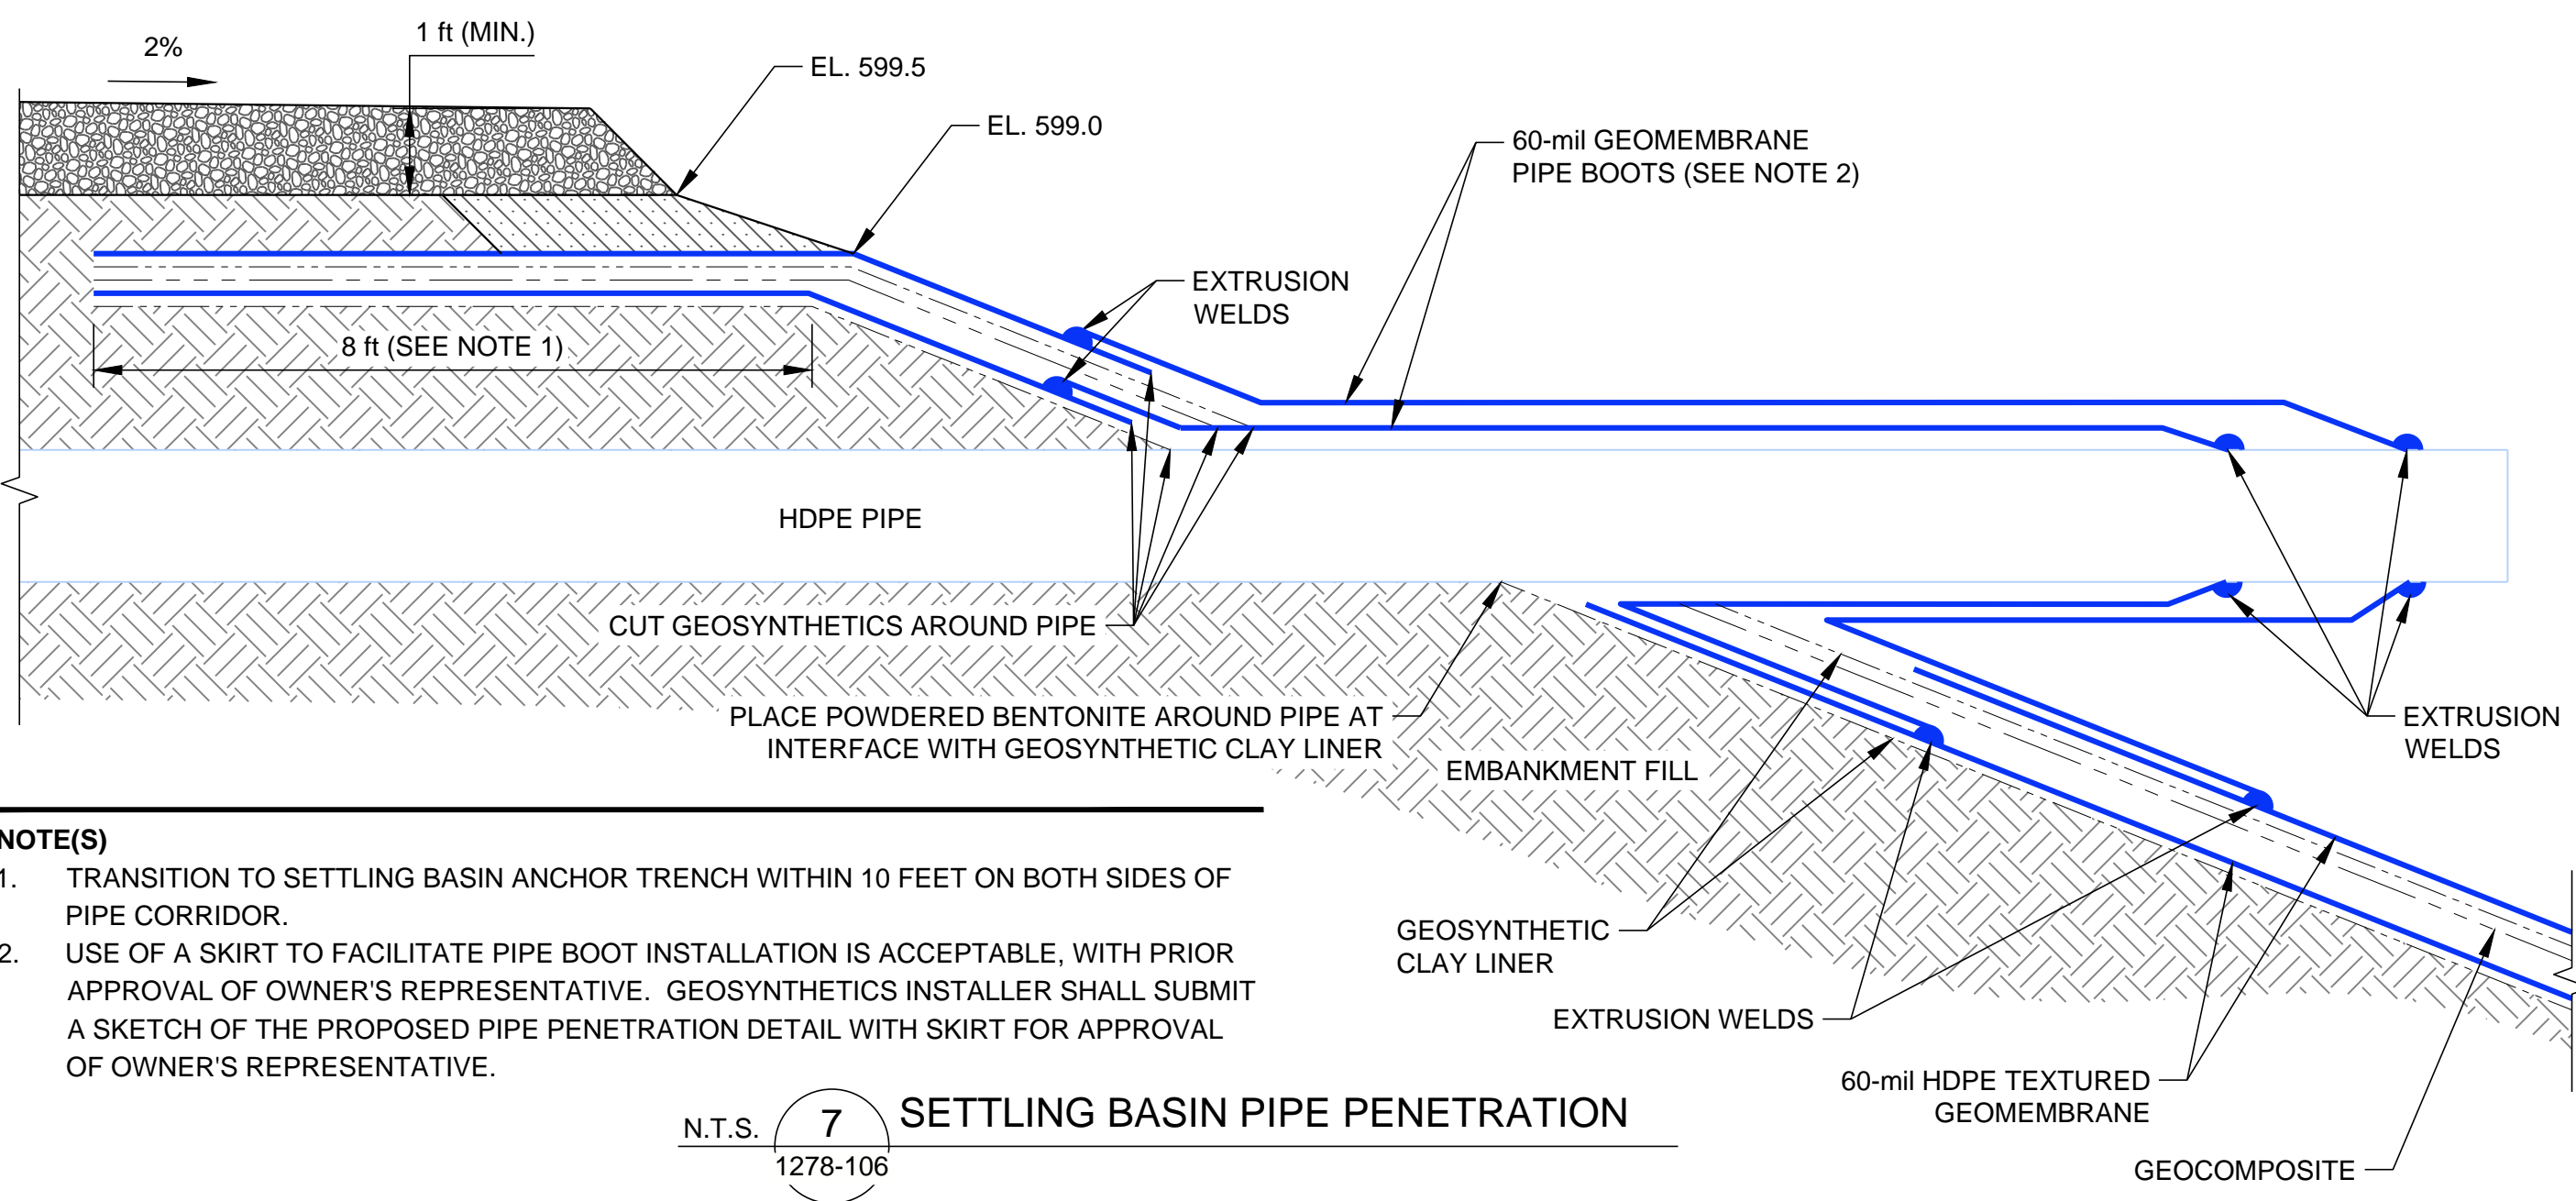 2%
1 ft (MIN.)
EL. 599.5
EL. 599.0
60-mil GEOMEMBRANE
PIPE BOOTS (SEE NOTE 2)
EXTRUSION
WELDS
8 ft (SEE NOTE 1)
HDPE PIPE
CUT GEOSYNTHETICS AROUND PIPE
PLACE POWDERED BENTONITE AROUND PIPE AT
INTERFACE WITH GEOSYNTHETIC CLAY LINER
EMBANKMENT FILL
EXTRUSION
WELDS
GEOSYNTHETIC
CLAY LINER
EXTRUSION WELDS
60-mil HDPE TEXTURED
GEOMEMBRANE
GEOCOMPOSITE
NOTE(S)
1. TRANSITION TO SETTLING BASIN ANCHOR TRENCH WITHIN 10 FEET ON BOTH SIDES OF
PIPE CORRIDOR.
2. USE OF A SKIRT TO FACILITATE PIPE BOOT INSTALLATION IS ACCEPTABLE, WITH PRIOR
APPROVAL OF OWNER'S REPRESENTATIVE. GEOSYNTHETICS INSTALLER SHALL SUBMIT
A SKETCH OF THE PROPOSED PIPE PENETRATION DETAIL WITH SKIRT FOR APPROVAL
OF OWNER'S REPRESENTATIVE.
N.T.S. 7 SETTLING BASIN PIPE PENETRATION
1278-106